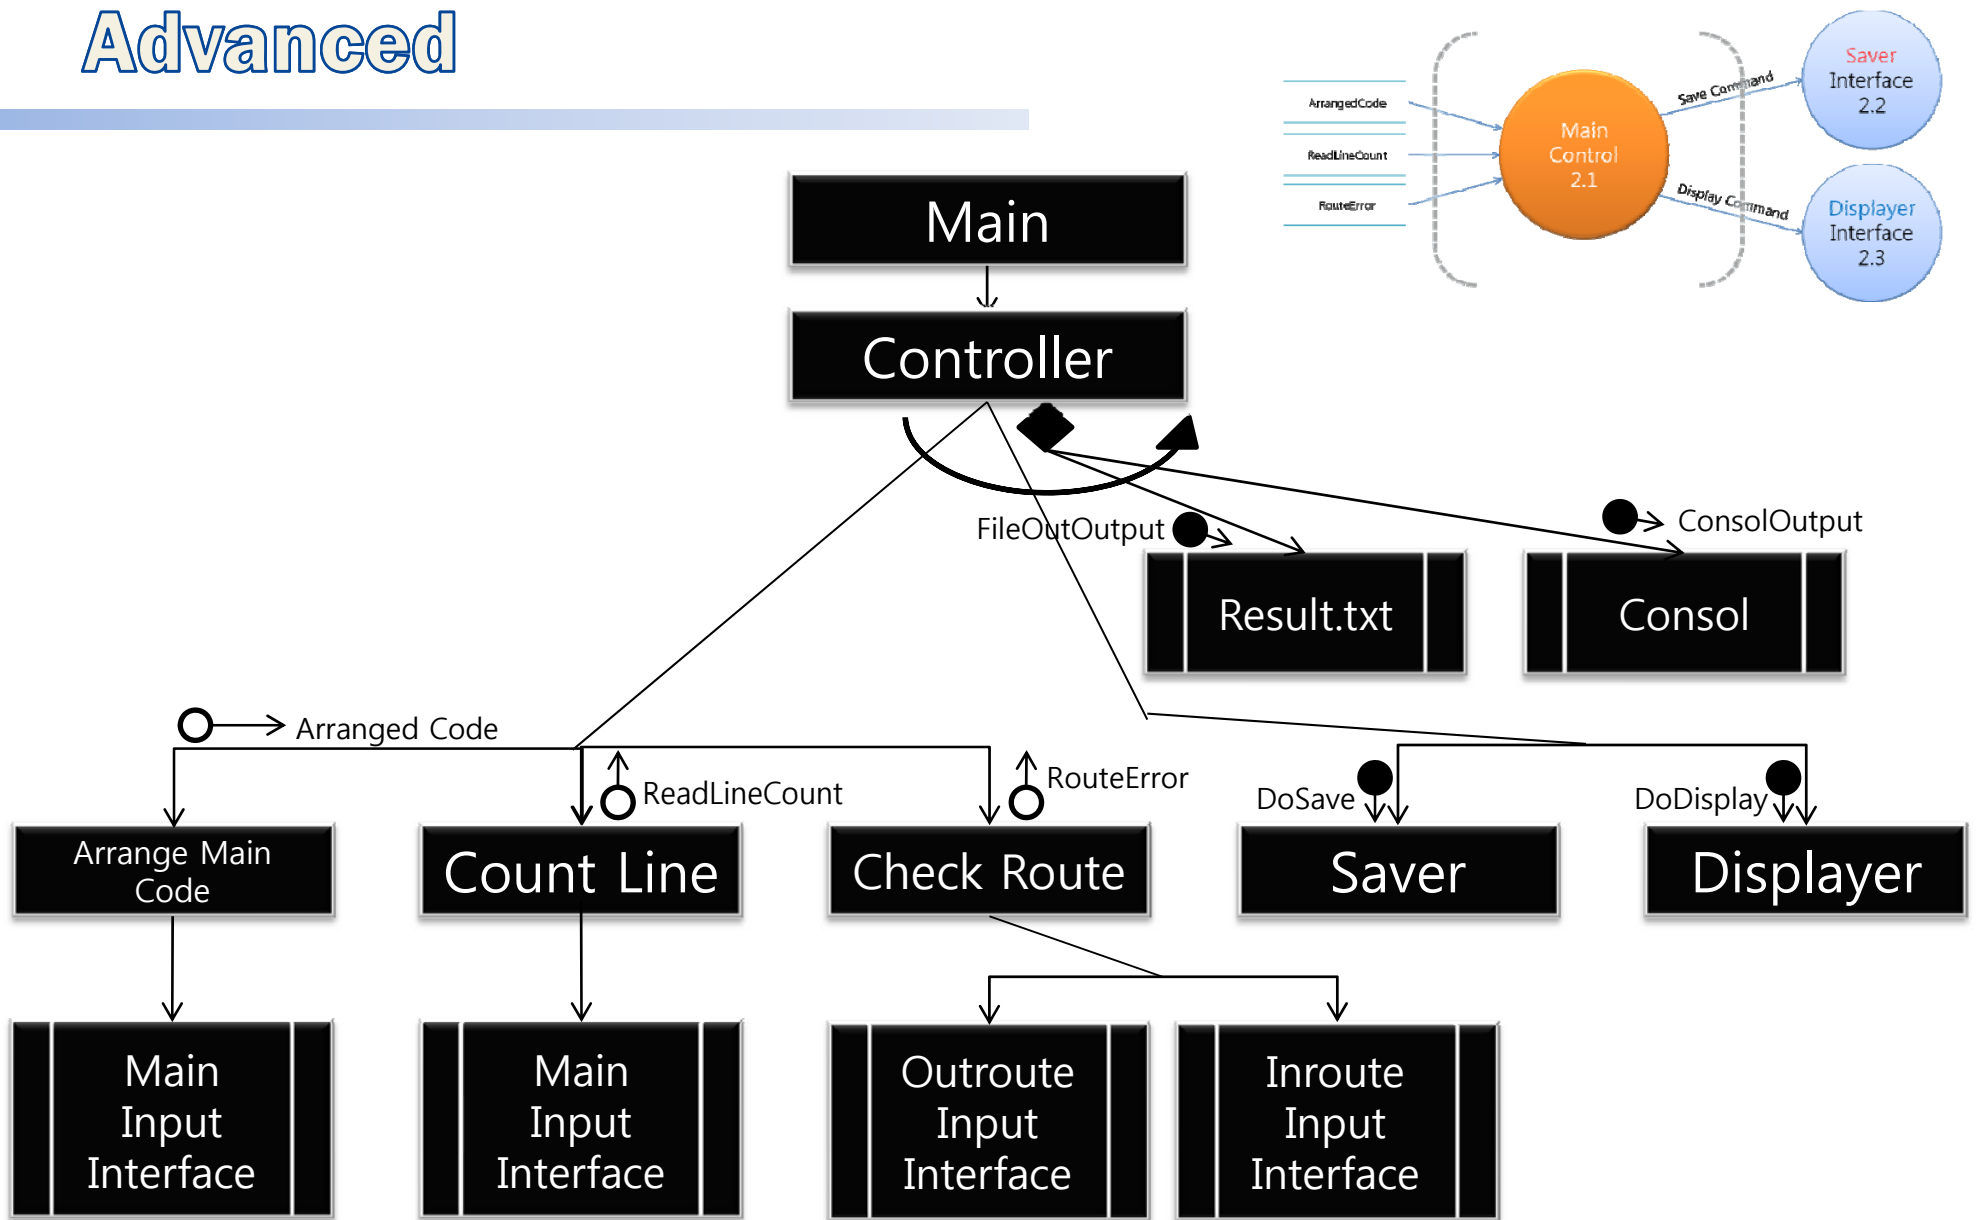 Advanced
ArrangedCode
ReadLineCount
RouteError
Main
Control
2.1
Save Command
Display Command
Saver
Interface
2.2
Displayer
Interface
2.3
Main
Controller
FileOutOutput
ConsolOutput
Result.txt
Consol
Arranged Code
ReadLineCount
RouteError
DoSave
DoDisplay
Arrange Main
Code
Count Line
Check Route
Saver
Displayer
Main
Input
Interface
Main
Input
Interface
Outroute
Input
Interface
Inroute
Input
Interface